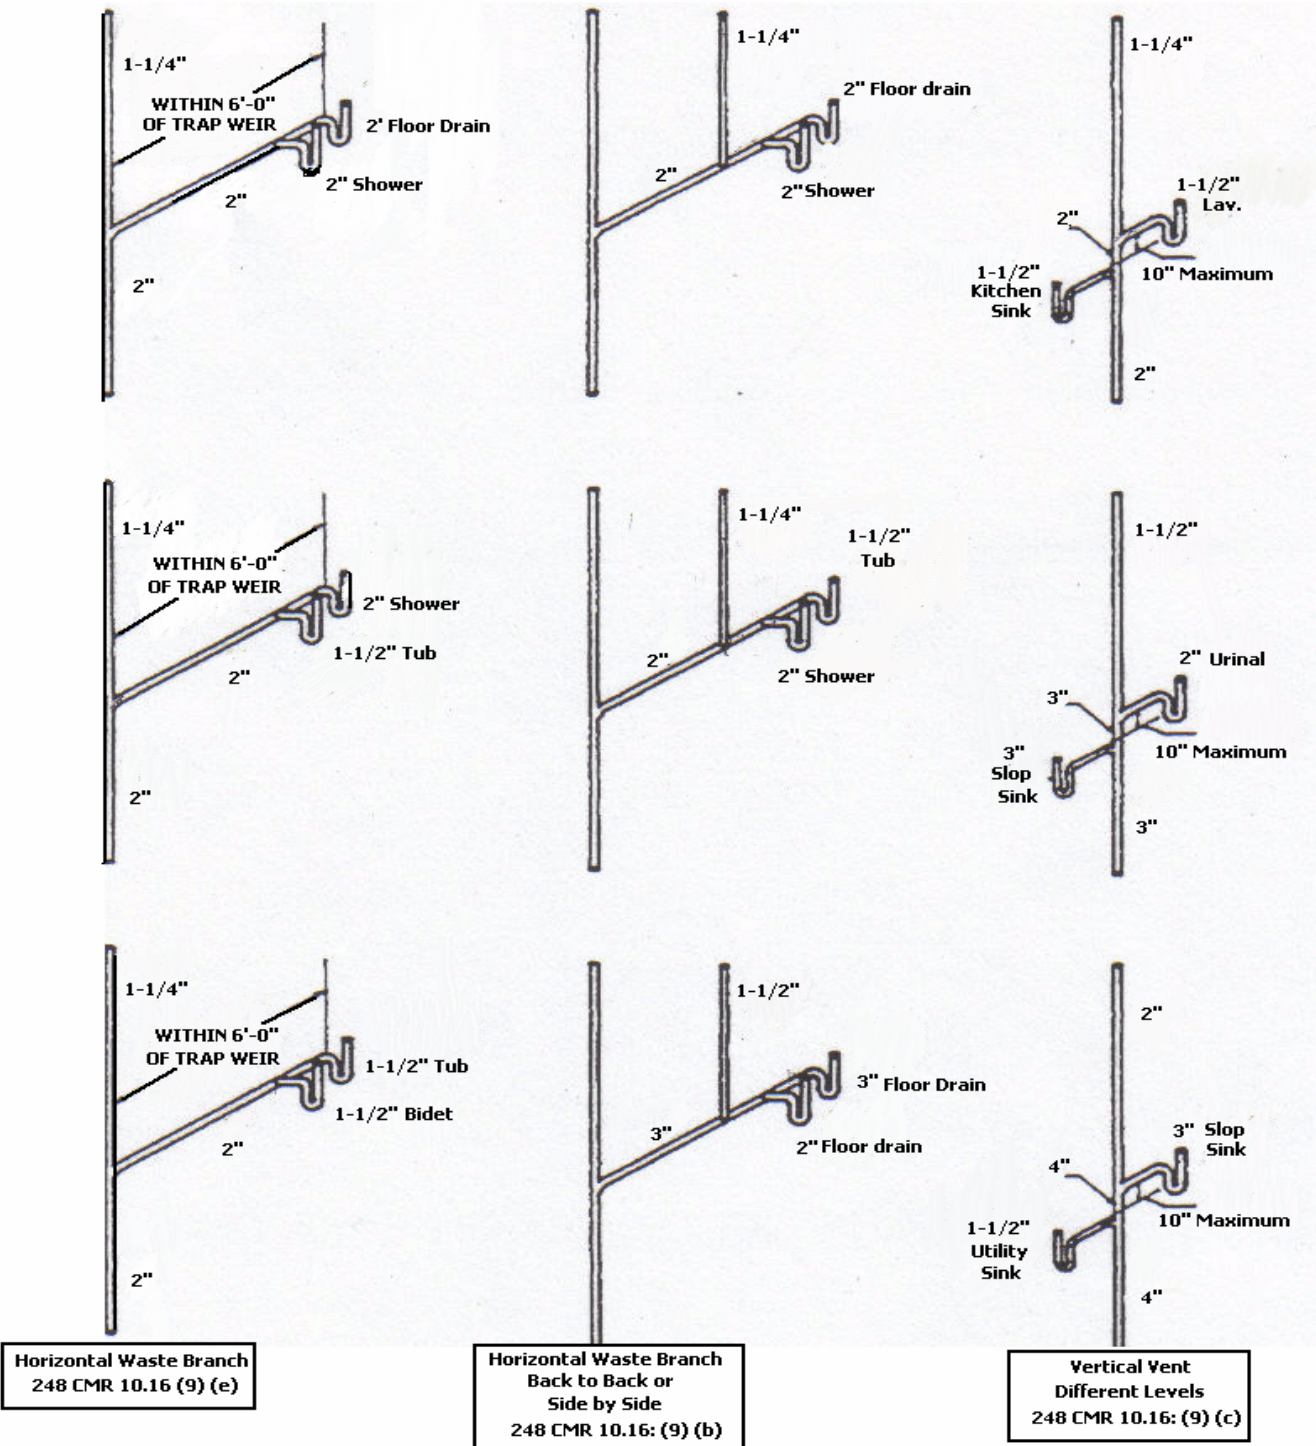 1-1/4"
WITHIN 6'-0"
OF TRAP WEIR
2' Floor Drain
2" Shower
2"
2"
1-1/4"
2" Floor drain
2"
2" Shower
1-1/4"
1-1/2"
Lav.
2"
10" Maximum
1-1/2"
Kitchen
Sink
2"
1-1/4"
WITHIN 6'-0"
OF TRAP WEIR
2" Shower
1-1/2" Tub
2"
2"
1-1/4"
1-1/2"
Tub
2"
2" Shower
1-1/2"
2" Urinal
3"
10" Maximum
3"
Slop
Sink
3"
1-1/4"
WITHIN 6'-0"
OF TRAP WEIR
1-1/2" Tub
1-1/2" Bidet
2"
2"
1-1/2"
3" Floor Drain
3"
2" Floor drain
2"
3" Slop
Sink
4"
10" Maximum
1-1/2"
Utility
Sink
4"
Horizontal Waste Branch
248 CMR 10.16 (9) (e)
Horizontal Waste Branch
Back to Back or
Side by Side
248 CMR 10.16: (9) (b)
Vertical Vent
Different Levels
248 CMR 10.16: (9) (c)